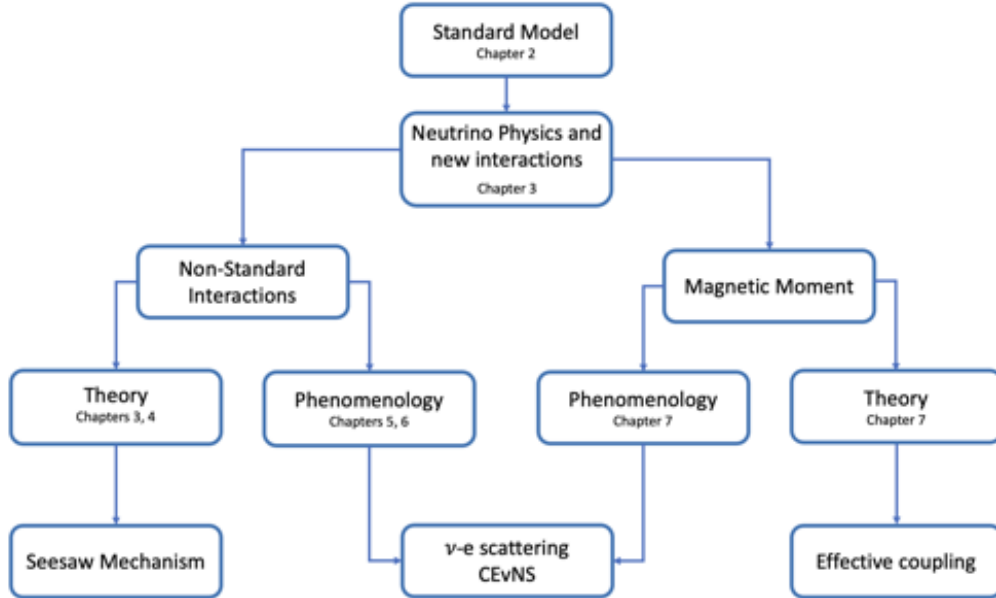 Standard Model
Chapter 2
Neutrino Physics and
new interactions
Chapter 3
Non-Standard
Interactions
Magnetic Moment
Theory
Chapters 3, 4
Phenomenology
Chapters 5, 6
Phenomenology
Chapter 7
Theory
Chapter 7
Seesaw Mechanism
ν-e scattering
CEνNS
Effective coupling